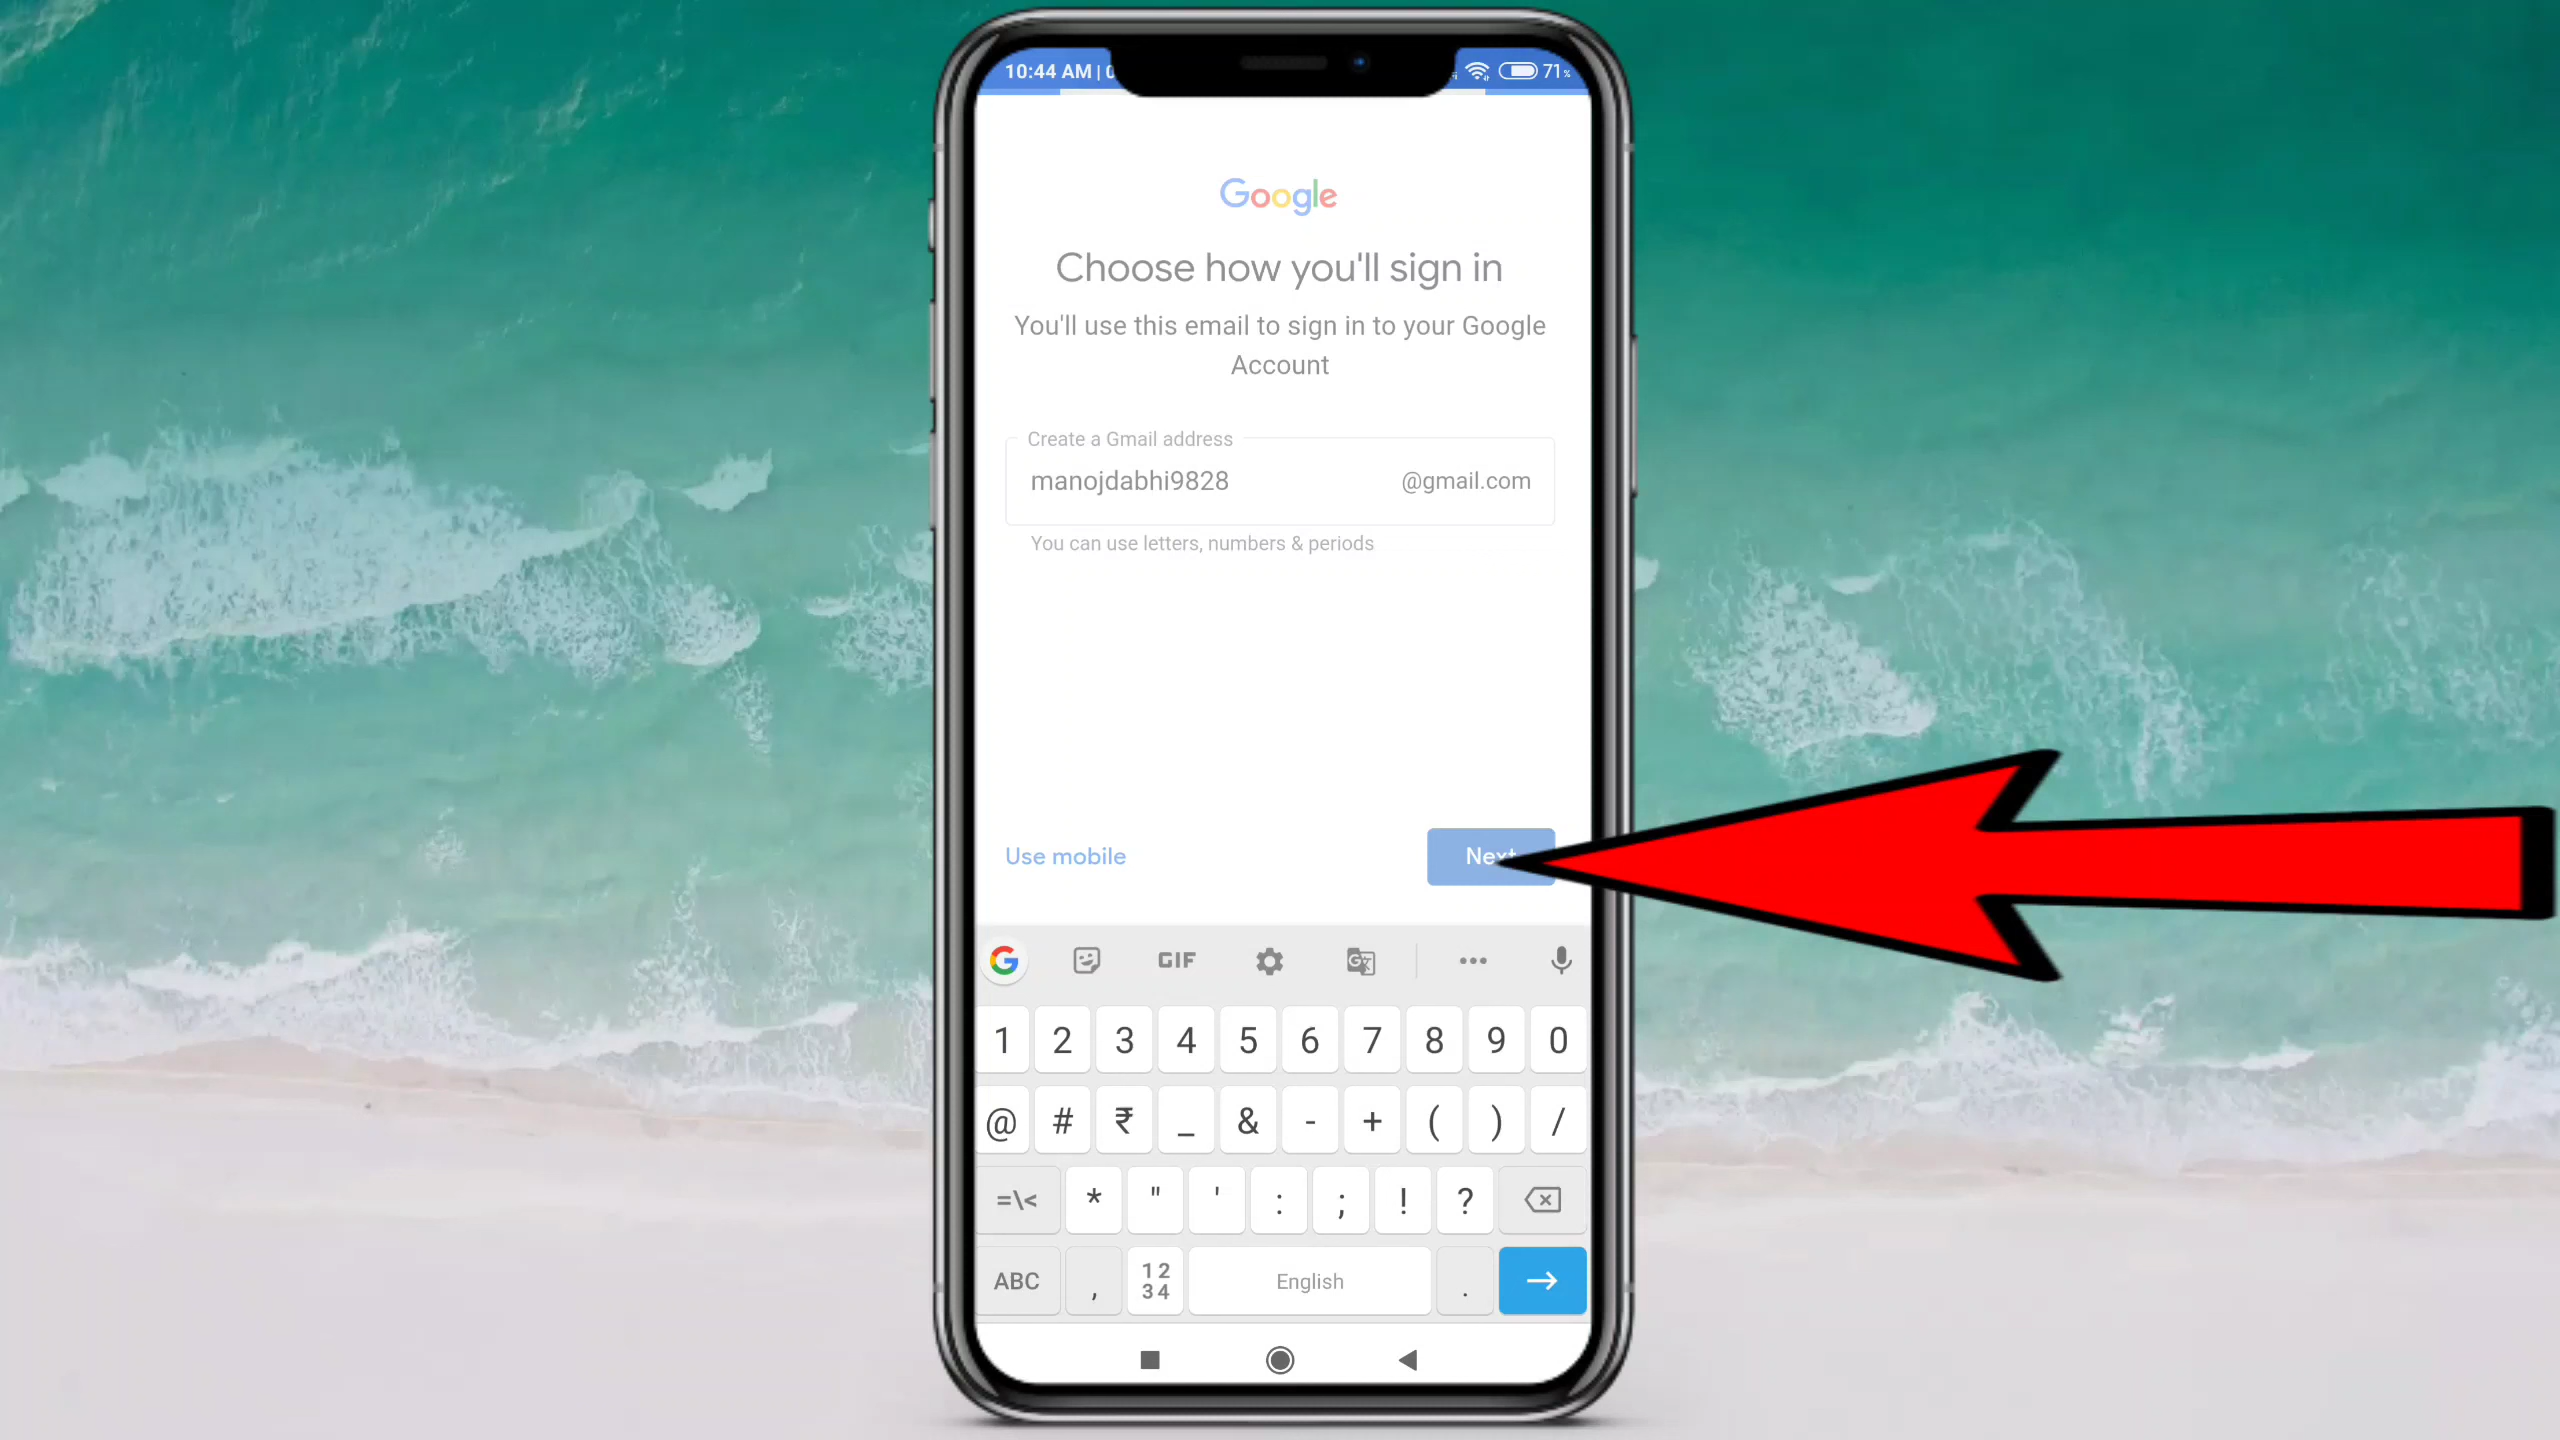 10:44 AM | 0
71%
Google
Choose how you'll sign in
You'll use this email to sign in to your Google
Account
Create a Gmail address
manojdabhi9828
@gmail.com
You can use letters, numbers & periods
Use mobile
Next
G
GIF
1 2 3 4 5 6 7 8 9 0
@ # ₹ _ & - + ( ) /
=\< * " ' : ; ! ?
ABC , 12 34 English .